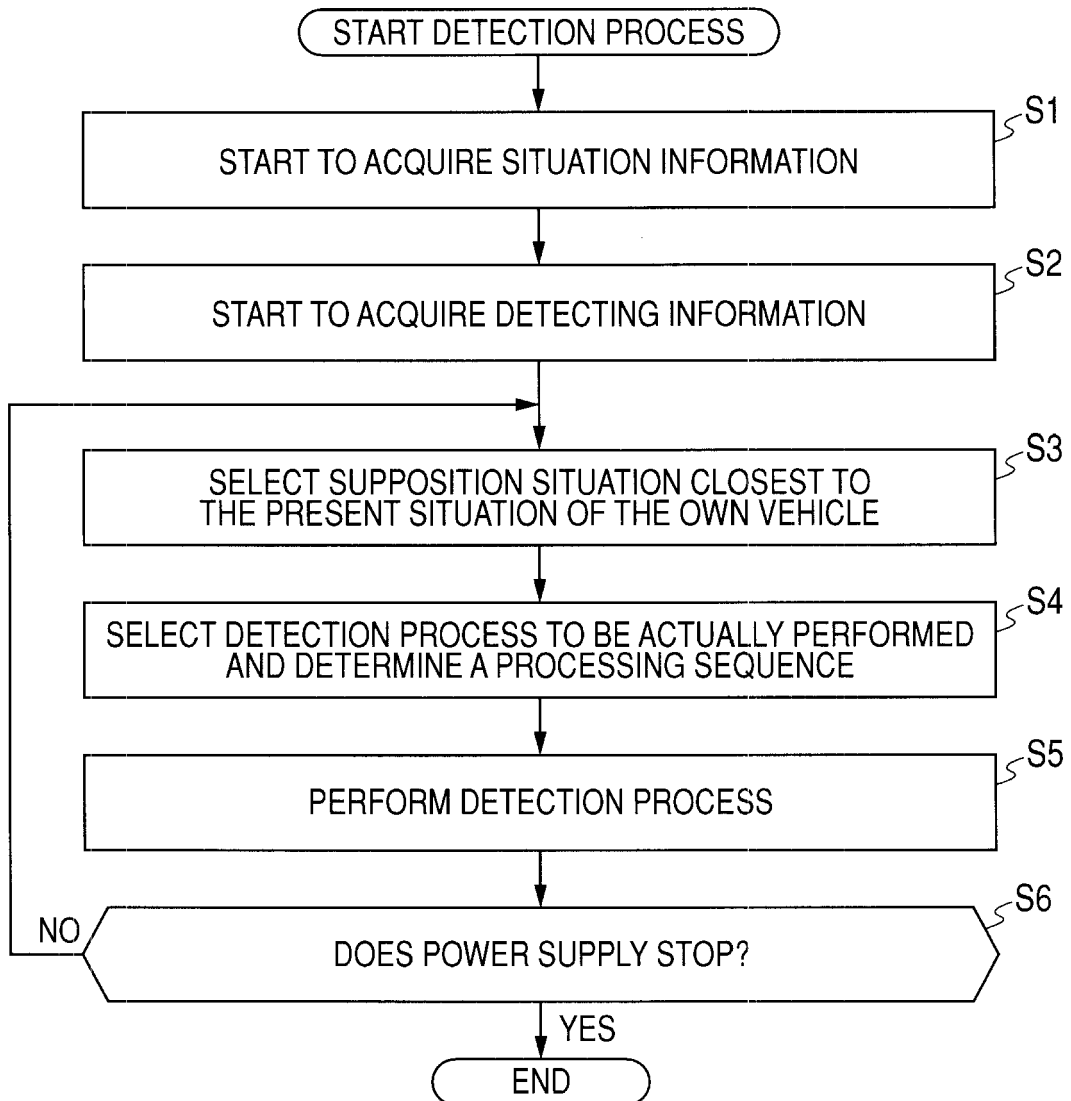 START DETECTION PROCESS
S1
START TO ACQUIRE SITUATION INFORMATION
S2
START TO ACQUIRE DETECTING INFORMATION
S3
SELECT SUPPOSITION SITUATION CLOSEST TO
THE PRESENT SITUATION OF THE OWN VEHICLE
S4
SELECT DETECTION PROCESS TO BE ACTUALLY PERFORMED
AND DETERMINE A PROCESSING SEQUENCE
S5
PERFORM DETECTION PROCESS
S6
NO
DOES POWER SUPPLY STOP?
YES
END